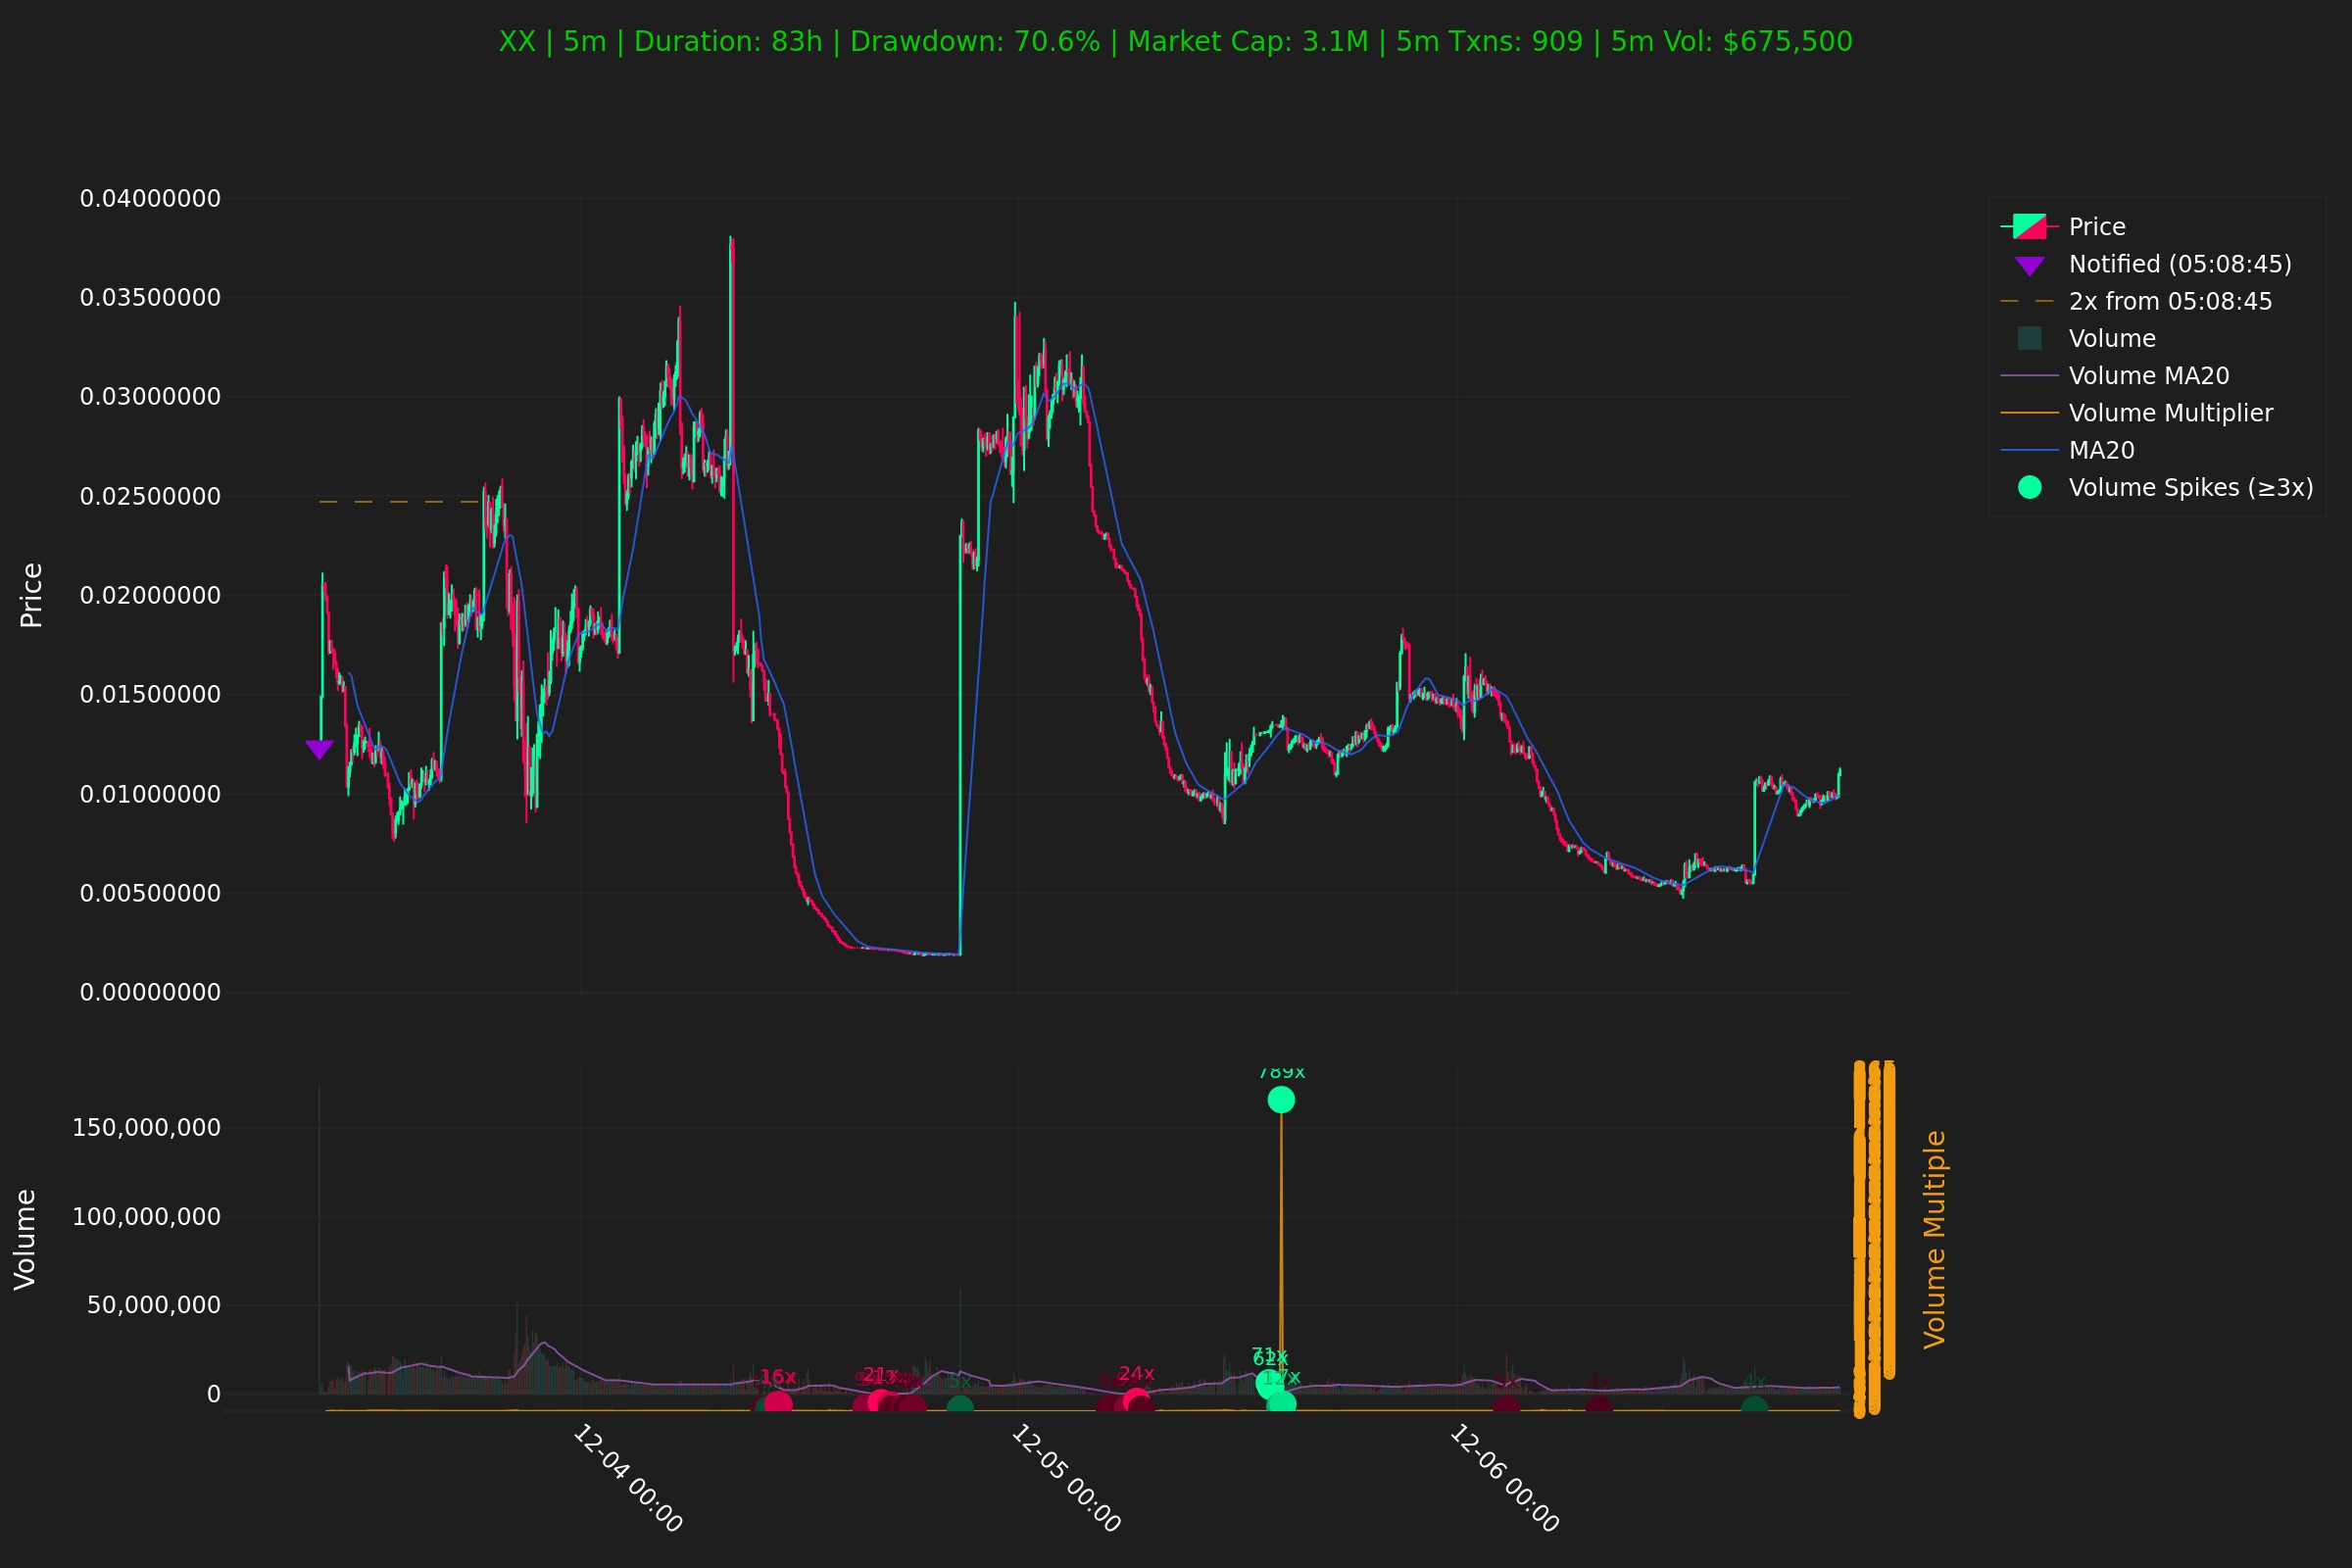 XX | 5m | Duration: 83h | Drawdown: 70.6% | Market Cap: 3.1M | 5m Txns: 909 | 5m Vol: $675,500
0.04000000
0.03500000
0.03000000
0.02500000
0.02000000
0.01500000
0.01000000
0.00500000
0.00000000
Price
Price
Notified (05:08:45)
2x from 05:08:45
Volume
Volume MA20
Volume Multiplier
MA20
Volume Spikes (≥3x)
150,000,000
100,000,000
50,000,000
0
Volume
789x
71x
62x
17x
16x
21x
5x
24x
4x
Volume Multiple
12-04 00:00
12-05 00:00
12-06 00:00